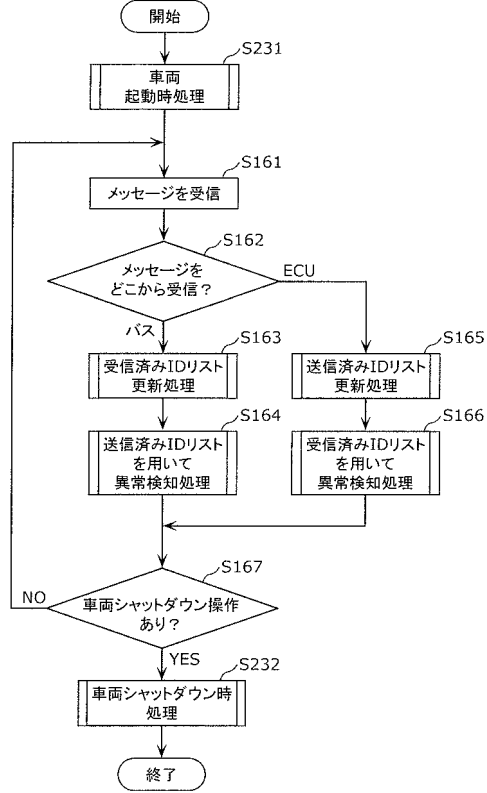 開始
S231
車両
起動時処理
S161
メッセージを受信
S162
メッセージを
どこから受信？
ECU
バス
S163
受信済みIDリスト
更新処理
S165
送信済みIDリスト
更新処理
S164
送信済みIDリスト
を用いて
異常検知処理
S166
受信済みIDリスト
を用いて
異常検知処理
S167
車両シャットダウン操作
あり？
NO
YES
S232
車両シャットダウン時
処理
終了